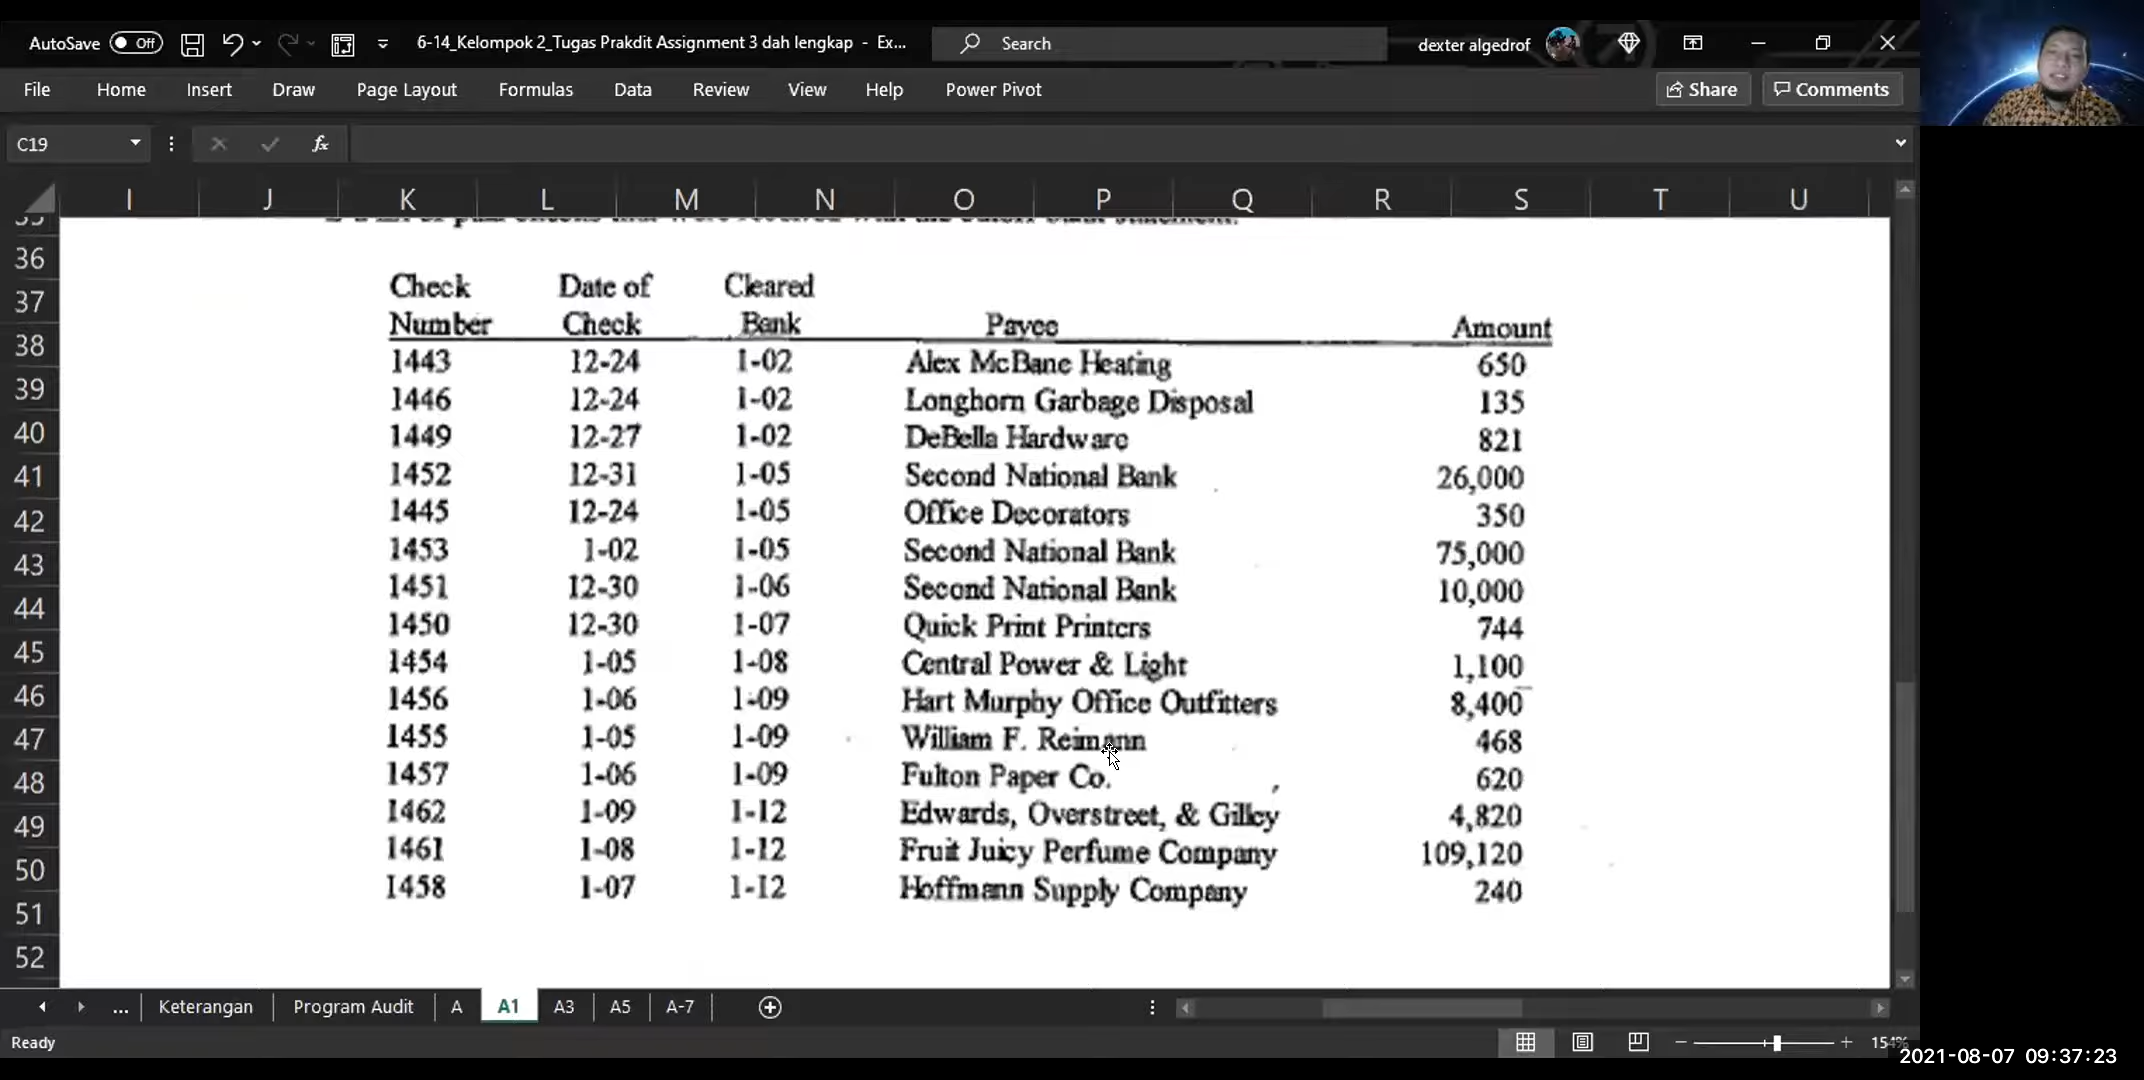 AutoSave Off 6-14_Kelompok 2_Tugas Prakdit Assignment 3 dah lengkap - Ex... Search dexter algedrof
File Home Insert Draw Page Layout Formulas Data Review View Help Power Pivot Share Comments
C19 fx
I J K L M N O P Q R S T U
36
37
38
39
40
41
42
43
44
45
46
47
48
49
50
51
52
Check Date of Cleared
Number Check Bank Payee Amount
1443 12-24 1-02 Alex McBane Heating 650
1446 12-24 1-02 Longhorn Garbage Disposal 135
1449 12-27 1-02 DeBella Hardware 821
1452 12-31 1-05 Second National Bank 26,000
1445 12-24 1-05 Office Decorators 350
1453 1-02 1-05 Second National Bank 75,000
1451 12-30 1-06 Second National Bank 10,000
1450 12-30 1-07 Quick Print Printers 744
1454 1-05 1-08 Central Power & Light 1,100
1456 1-06 1-09 Hart Murphy Office Outfitters 8,400
1455 1-05 1-09 William F. Reimann 468
1457 1-06 1-09 Fulton Paper Co. 620
1462 1-09 1-12 Edwards, Overstreet, & Gilley 4,820
1461 1-08 1-12 Fruit Juicy Perfume Company 109,120
1458 1-07 1-12 Hoffmann Supply Company 240
... Keterangan Program Audit A A1 A3 A5 A-7
Ready
2021-08-07 09:37:23